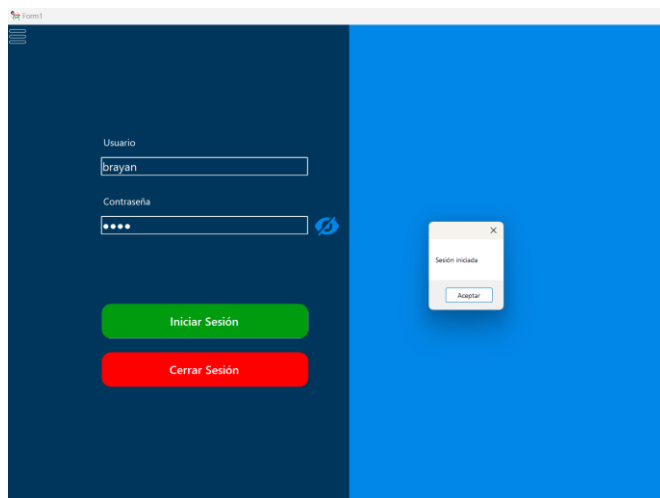 Form1
Usuario
brayan
Contraseña
Sesión iniciada
Aceptar
Iniciar Sesión
Cerrar Sesión